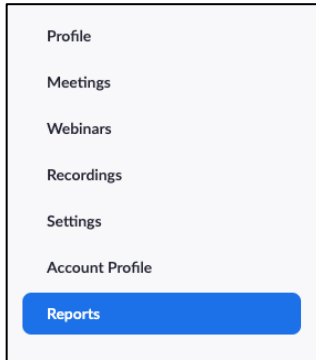 Profile
Meetings
Webinars
Recordings
Settings
Account Profile
Reports